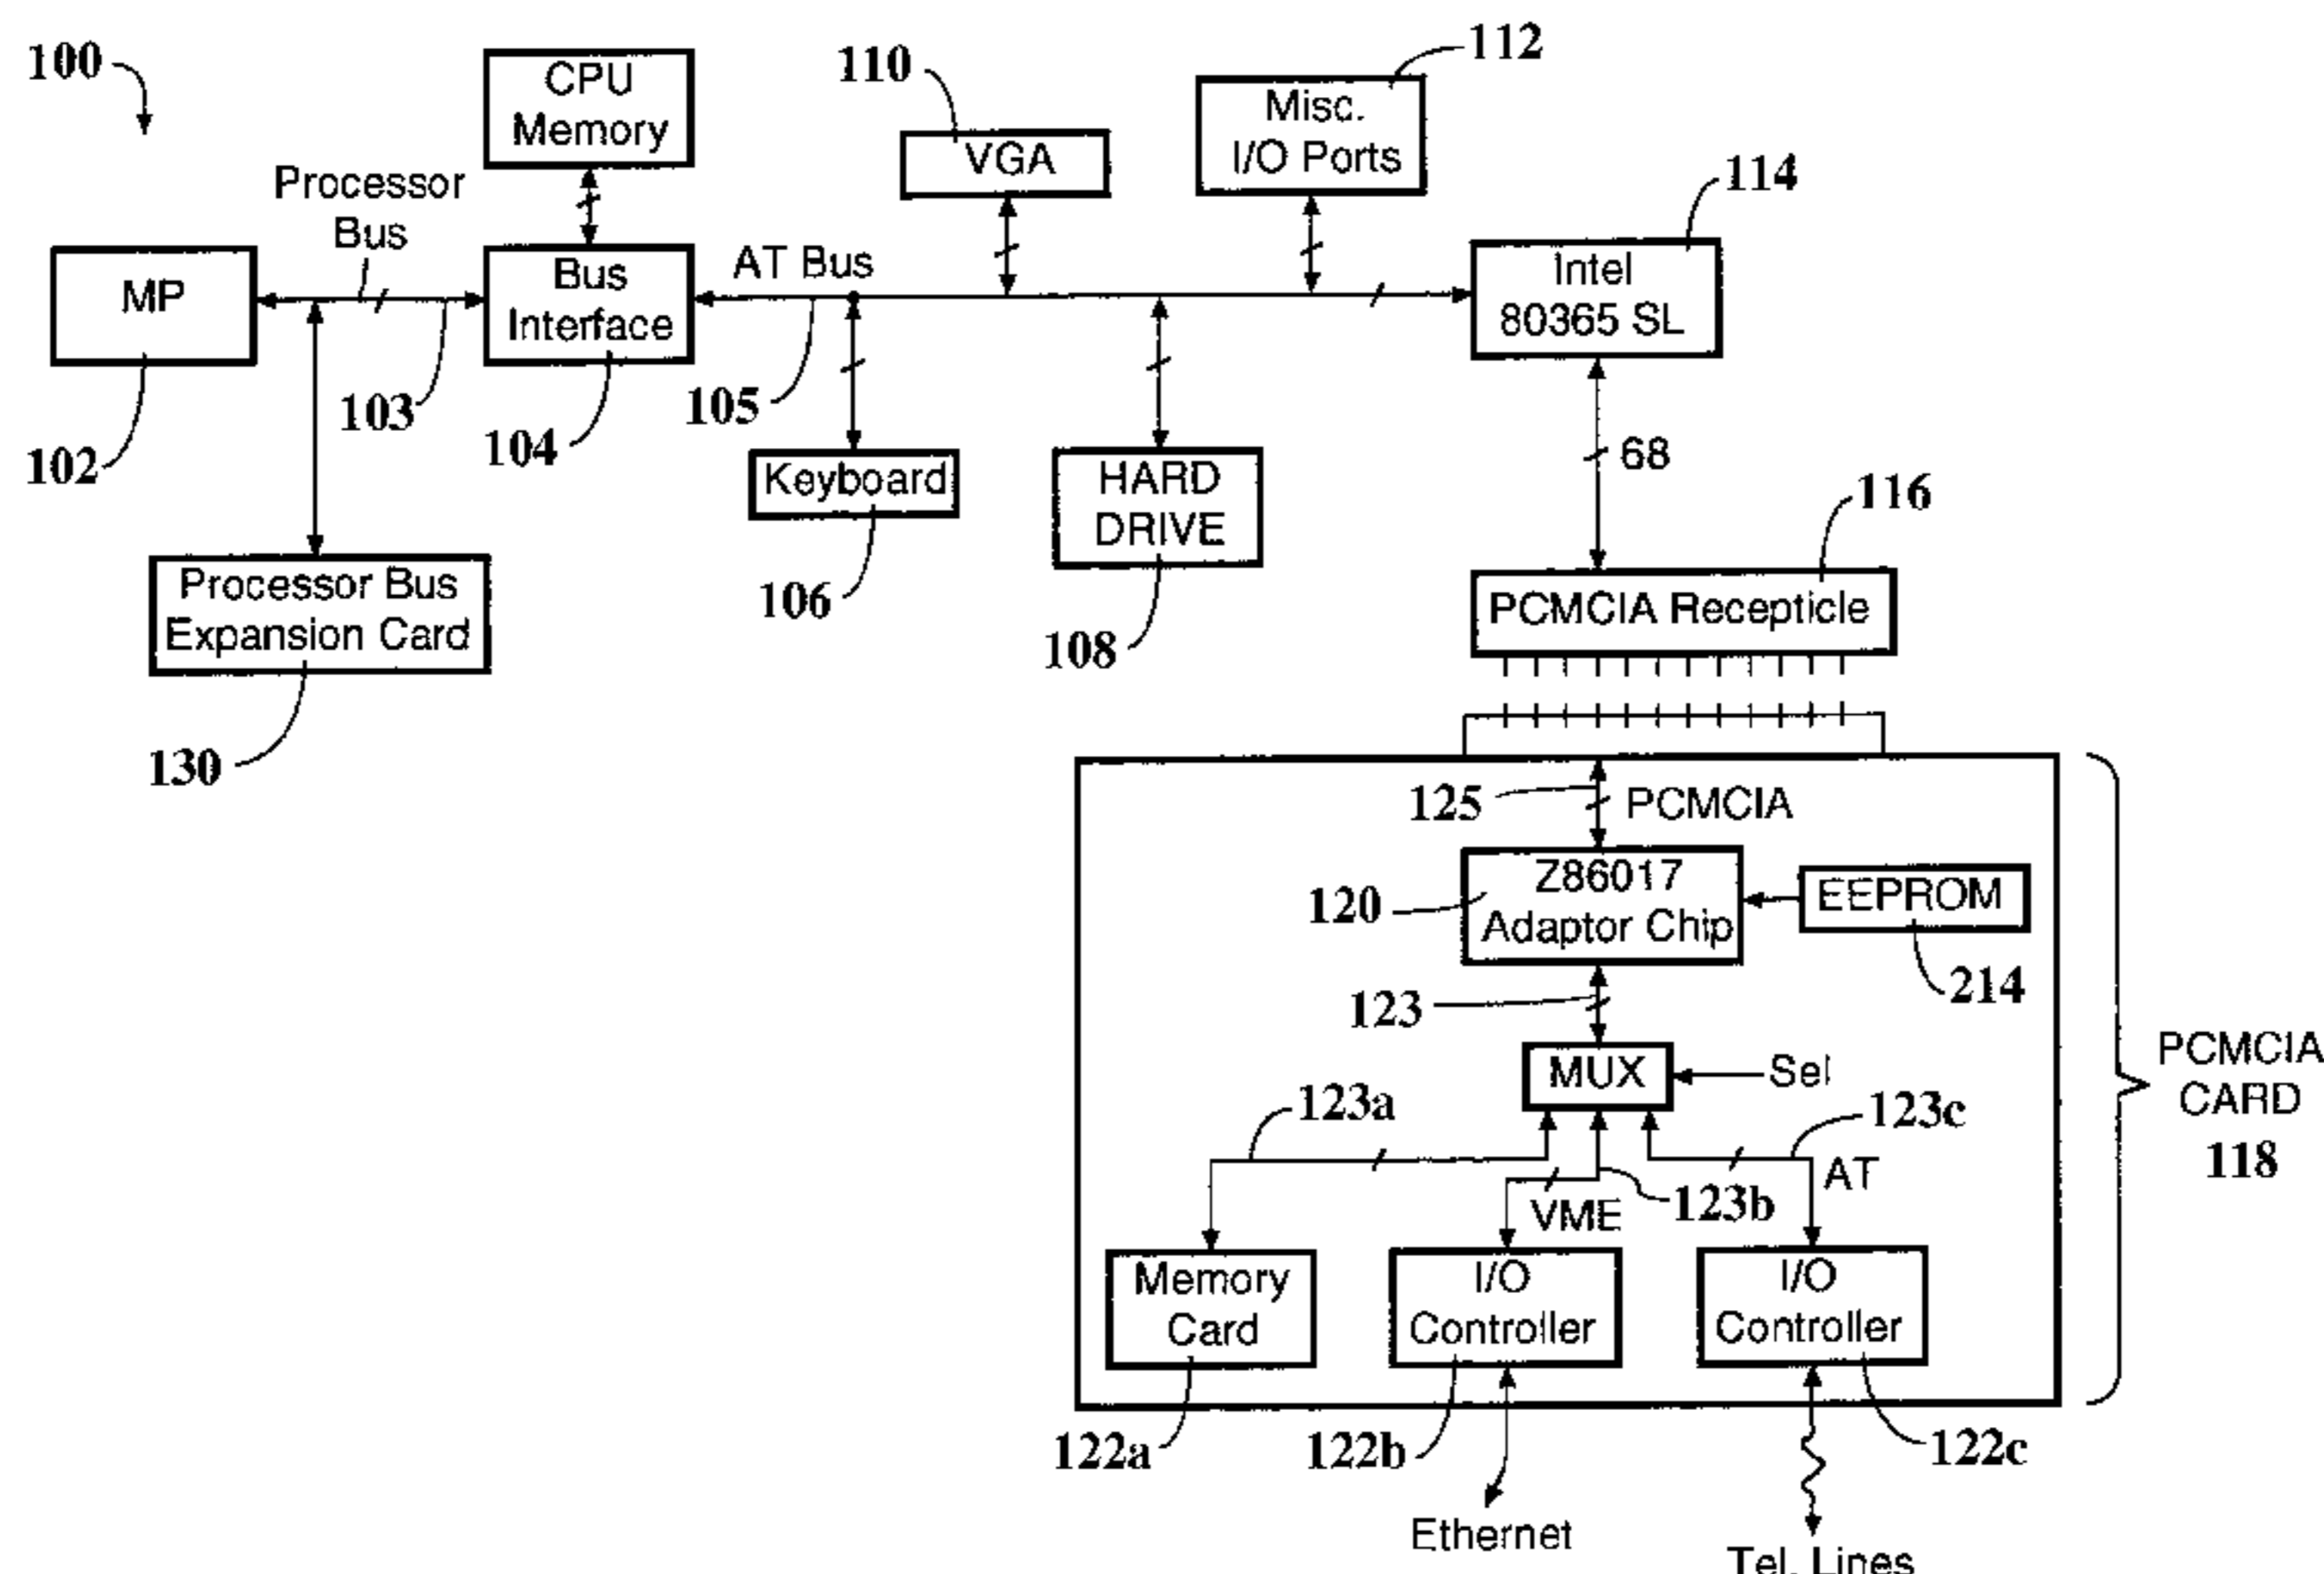 100
CPU
Memory
110
VGA
112
Misc.
I/O Ports
114
Processor
Bus
MP
Bus
Interface
AT Bus
Intel
80365 SL
103
102
104
105
Keyboard
106
HARD
DRIVE
108
68
116
PCMCIA Recepticle
Processor Bus
Expansion Card
130
125
PCMCIA
120
Z86017
Adaptor Chip
EEPROM
214
123
MUX
Sel
123a
123c
AT
VME
123b
PCMCIA
CARD
118
Memory
Card
I/O
Controller
I/O
Controller
122a
122b
122c
Ethernet
Tel. Lines